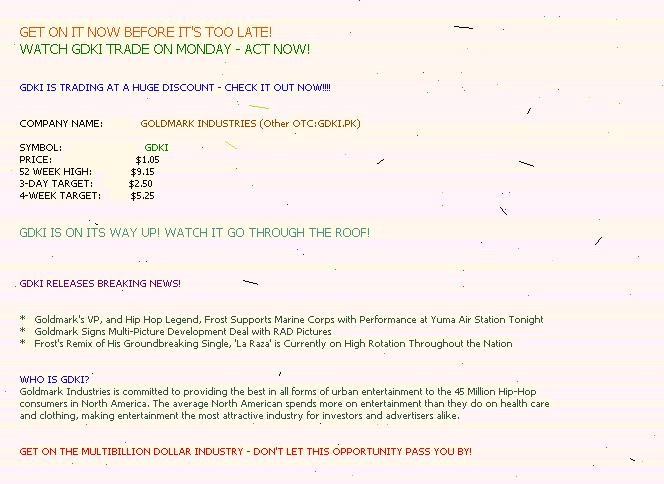 GET ON IT NOW BEFORE IT'S TOO LATE!
WATCH GDKI TRADE ON MONDAY - ACT NOW!
GDKI IS TRADING AT A HUGE DISCOUNT - CHECK IT OUT NOW!!!!
COMPANY NAME: GOLDMARK INDUSTRIES (Other OTC:GDKI.PK)
SYMBOL: GDKI
PRICE: $1.05
52 WEEK HIGH: $9.15
3-DAY TARGET: $2.50
4-WEEK TARGET: $5.25
GDKI IS ON ITS WAY UP! WATCH IT GO THROUGH THE ROOF!
GDKI RELEASES BREAKING NEWS!
* Goldmark's VP, and Hip Hop Legend, Frost Supports Marine Corps with Performance at Yuma Air Station Tonight
* Goldmark Signs Multi-Picture Development Deal with RAD Pictures
* Frost's Remix of His Groundbreaking Single, 'La Raza' is Currently on High Rotation Throughout the Nation
WHO IS GDKI?
Goldmark Industries is committed to providing the best in all forms of urban entertainment to the 45 Million Hip-Hop
consumers in North America. The average North American spends more on entertainment than they do on health care
and clothing, making entertainment the most attractive industry for investors and advertisers alike.
GET ON THE MULTIBILLION DOLLAR INDUSTRY - DON'T LET THIS OPPORTUNITY PASS YOU BY!